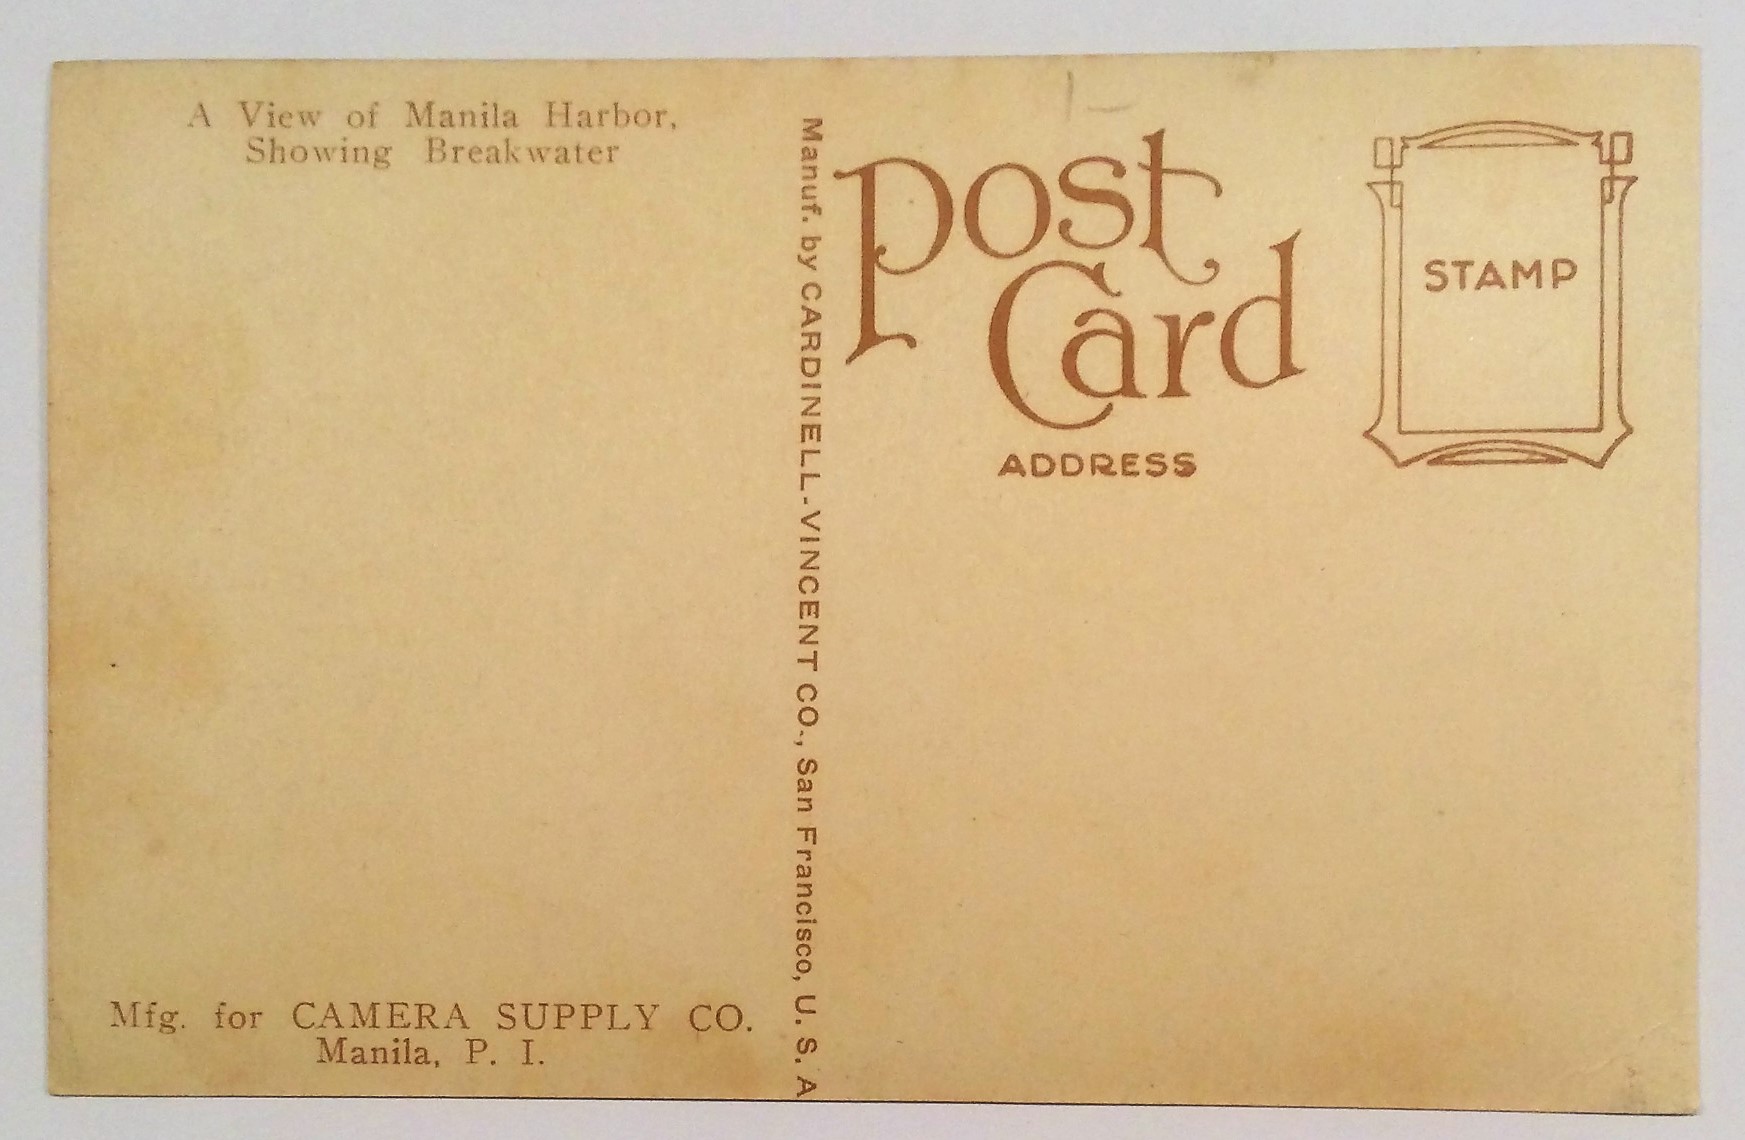 A View of Manila Harbor,
Showing Breakwater
Mfg. for CAMERA SUPPLY CO.
Manila, P. I.
Manuf. by CARDINELL-VINCENT CO., San Francisco, U. S. A
Post
Card
ADDRESS
STAMP